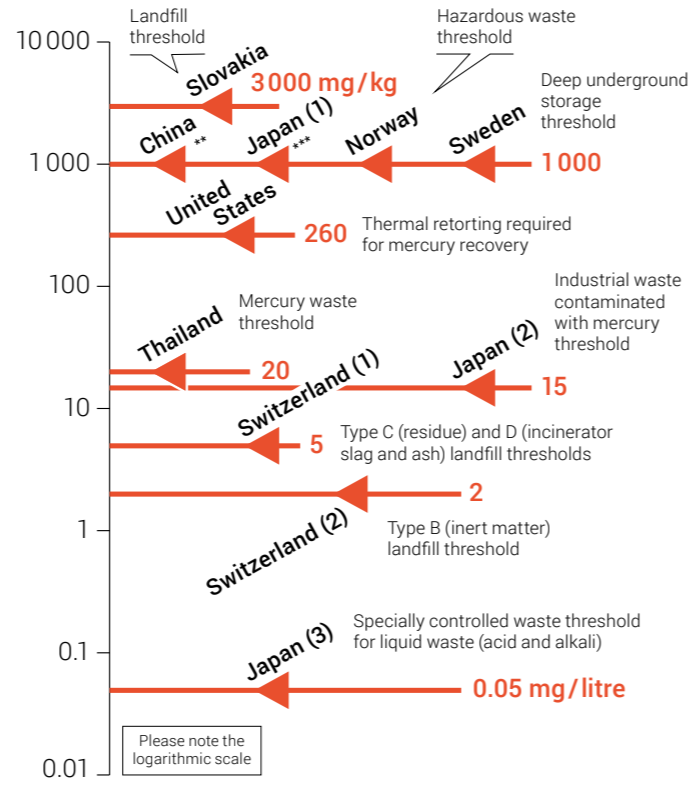 Landfill
threshold
Hazardous waste
threshold
10 000
Slovakia
3000 mg/kg
Deep underground
storage
threshold
China
**
Japan (1)
***
Norway
Sweden
1 000
1 000
United
States
260
Thermal retorting required
for mercury recovery
100
Mercury waste
threshold
Industrial waste
contaminated
with mercury
threshold
Thailand
20
Japan (2)
15
10
Switzerland (1)
5
Type C (residue) and D (incinerator
slag and ash) landfill thresholds
2
1
Switzerland (2)
Type B (inert matter)
landfill threshold
Specially controlled waste threshold
for liquid waste (acid and alkali)
0.1
Japan (3)
0.05 mg/litre
Please note the
logarithmic scale
0.01